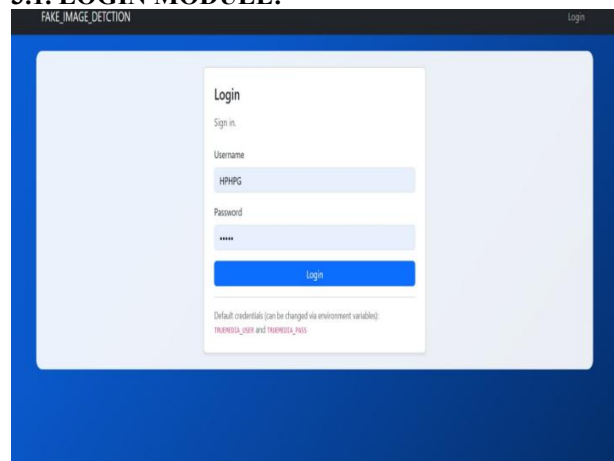 5.1. LOGIN MODULE:
FAKE_IMAGE_DETCTION
Login
Login
Sign in.
Username
HPHPG
Password
•••••
Login
Default credentials (can be changed via environment variables):
TRUEMEDIA_USER and TRUEMEDIA_PASS